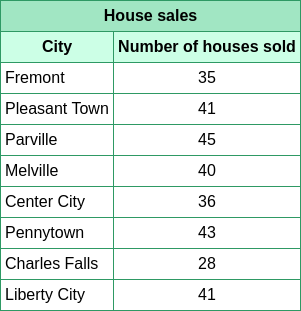 House sales
City Number of houses sold
Fremont 35
Pleasant Town 41
Parville 45
Melville 40
Center City 36
Pennytown 43
Charles Falls 28
Liberty City 41